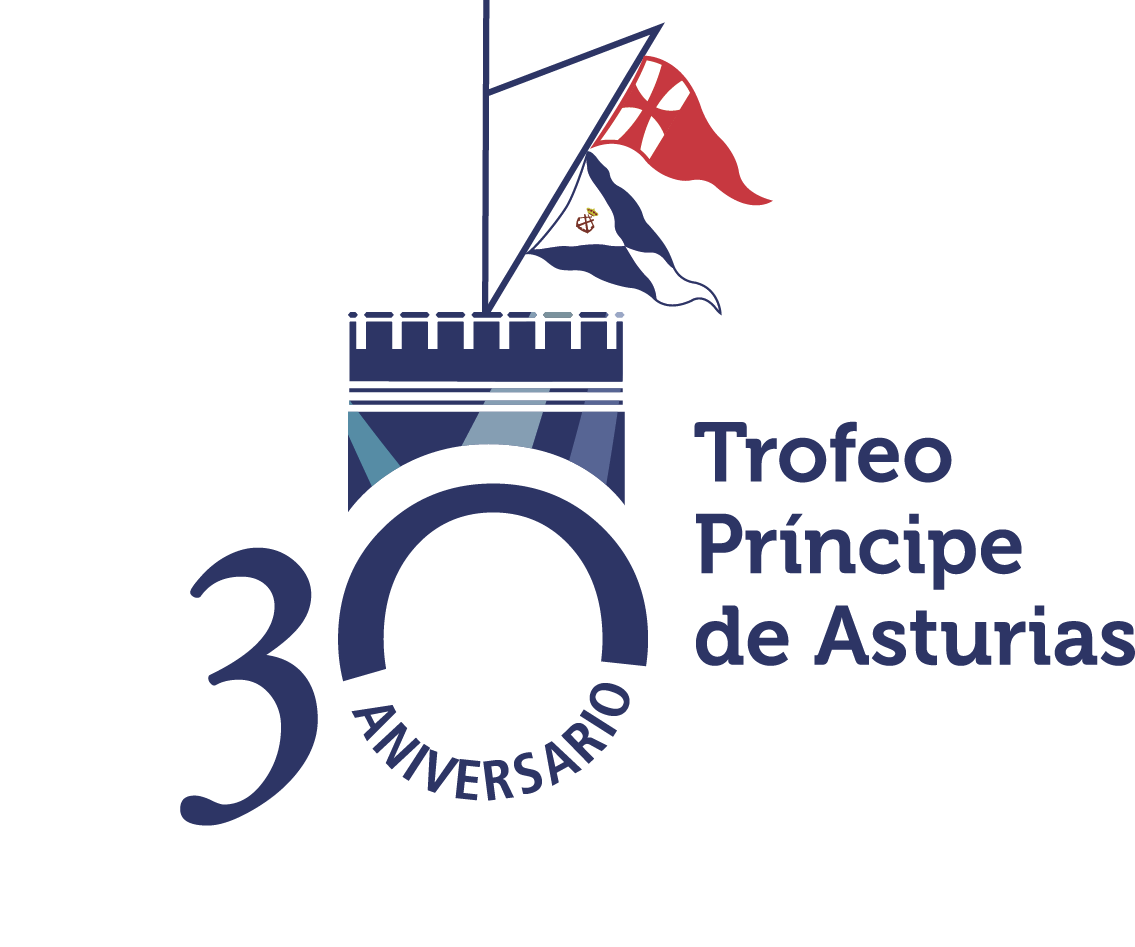 30
ANIVERSARIO
Trofeo
Príncipe
de Asturias